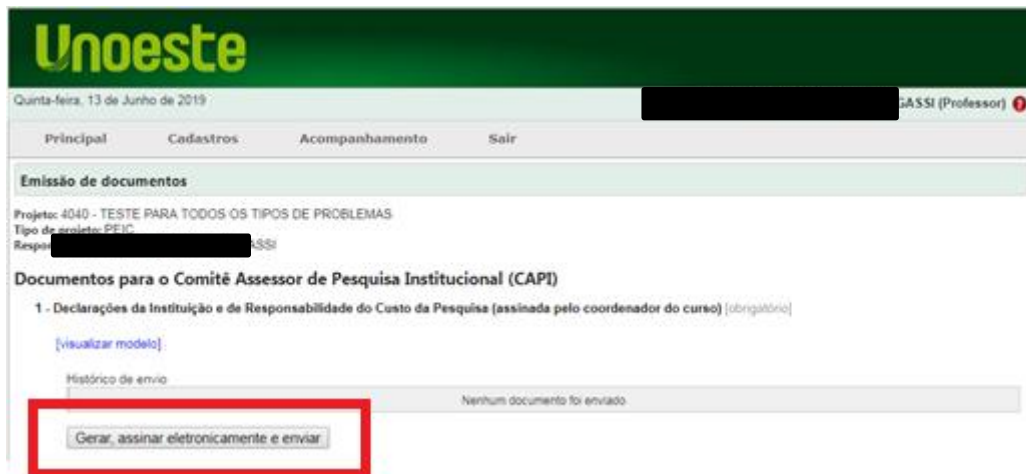 Unoeste
Quinta-feira, 13 de Junho de 2019 GASSI (Professor) ?
Principal Cadastros Acompanhamento Sair
Emissão de documentos
Projeto: 4040 - TESTE PARA TODOS OS TIPOS DE PROBLEMAS
Tipo de projeto: PEIC
Respon ASSI
Documentos para o Comitê Assessor de Pesquisa Institucional (CAPI)
1 - Declarações da Instituição e de Responsabilidade do Custo da Pesquisa (assinada pelo coordenador do curso) [obrigatório]
[visualizar modelo]
Histórico de envio
Nenhum documento foi enviado
Gerar, assinar eletronicamente e enviar